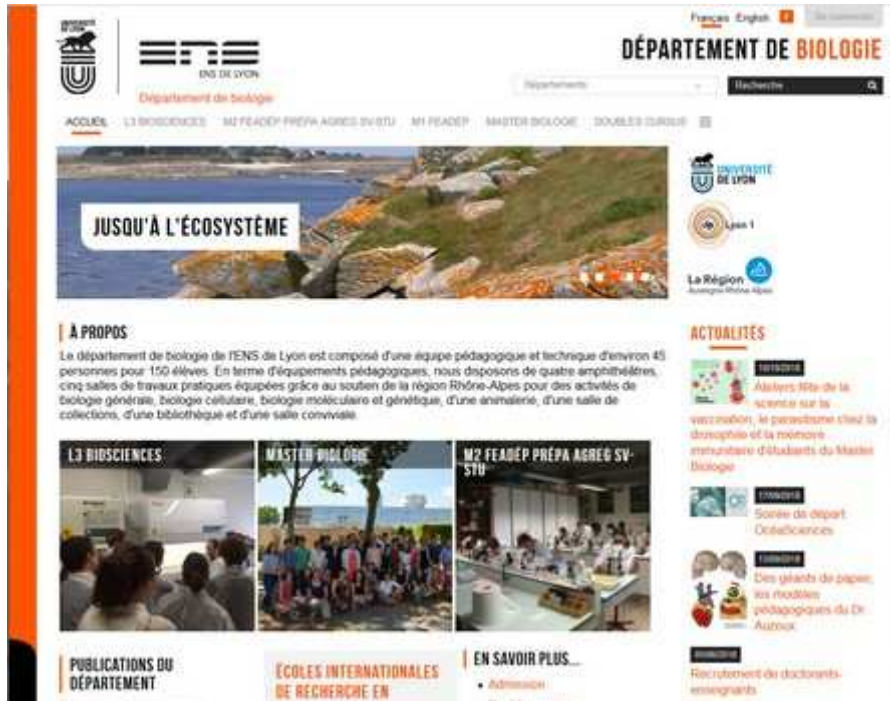 UNIVERSITÉ
DE LYON
ENS DE LYON
Département de biologie
Français English
DÉPARTEMENT DE BIOLOGIE
Départements
Recherche
ACCUEIL L3 BIOSCIENCES M2 FEADÉP PRÉPA AGREG SV-STU M1 FEADÉP MASTER BIOLOGIE DOUBLES CURSUS
JUSQU'À L'ÉCOSYSTÈME
UNIVERSITÉ
DE LYON
Lyon 1
La Région
Auvergne-Rhône-Alpes
À PROPOS
Le département de biologie de l'ENS de Lyon est composé d'une équipe pédagogique et technique d'environ 45
personnes pour 150 élèves. En terme d'équipements pédagogiques, nous disposons de quatre amphithéâtres,
cinq salles de travaux pratiques équipées grâce au soutien de la région Rhône-Alpes pour des activités de
biologie générale, biologie cellulaire, biologie moléculaire et génétique, d'une animalerie, d'une salle de
collections, d'une bibliothèque et d'une salle conviviale.
L3 BIOSCIENCES
MASTER BIOLOGIE
M2 FEADÉP PRÉPA AGREG SV-
STU
PUBLICATIONS DU
DÉPARTEMENT
ÉCOLES INTERNATIONALES
DE RECHERCHE EN
EN SAVOIR PLUS...
Admission
ACTUALITÉS
Ateliers fête de la
science sur la
vaccination, le parasitisme chez la
drosophile et la mémoire
immunitaire d'étudiants du Master
Biologie
Soirée de départ
OcéaSciences
Des géants de papier,
les modèles
pédagogiques du Dr
Auzoux
Recrutement de doctorants-
enseignants